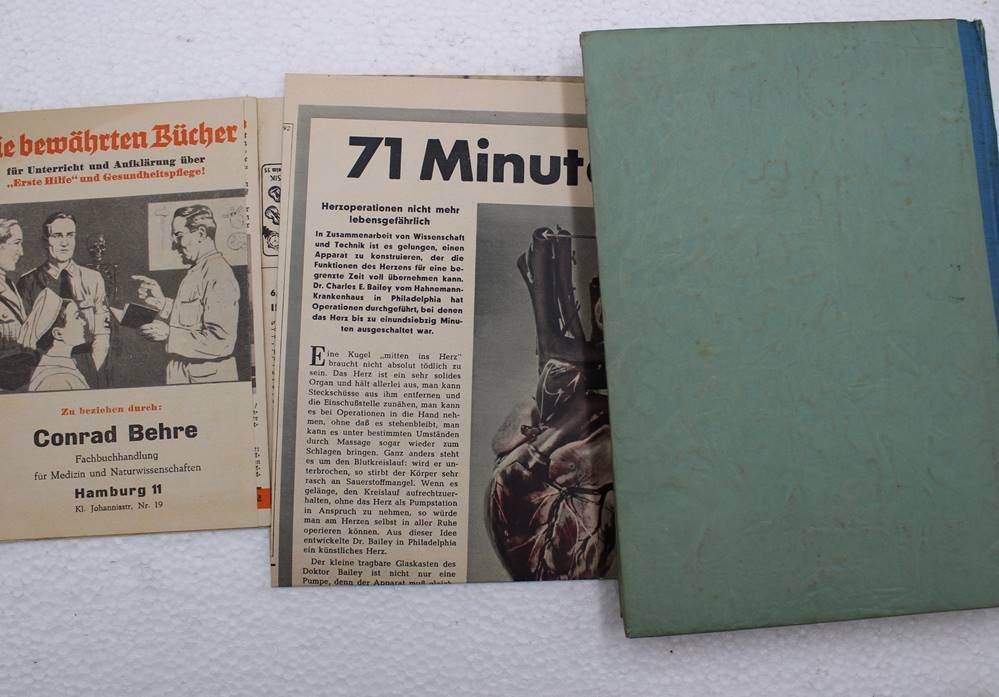 ie bewährten Bücher
für Unterricht und Aufklärung über
„Erste Hilfe" und Gesundheitspflege!
Zu beziehen durch:
Conrad Behre
Fachbuchhandlung
für Medizin und Naturwissenschaften
Hamburg 11
Kl. Johannisstr. Nr. 19
71 Minut
Herzoperationen nicht mehr
lebensgefährlich
In Zusammenarbeit von Wissenschaft
und Technik ist es gelungen, einen
Apparat zu konstruieren, der die
Funktionen des Herzens für eine be-
grenzte Zeit voll übernehmen kann.
Dr. Charles E. Bailey vom Hahnemann-
Krankenhaus in Philadelphia hat
Operationen durchgeführt, bei denen
das Herz bis zu einundsiebzig Minu-
ten ausgeschaltet war.
Eine Kugel „mitten ins Herz"
braucht nicht absolut tödlich zu
sein. Das Herz ist ein sehr solides
Organ und hält allerlei aus, man kann
Steckschüsse aus ihm entfernen und
die Einschußstelle zunähen, man kann
es bei Operationen in die Hand neh-
men, ohne daß es stehenbleibt, man
kann es unter bestimmten Umständen
durch Massage sogar wieder zum
Schlagen bringen. Ganz anders steht
es um den Blutkreislauf: wird er un-
terbrochen, so stirbt der Körper sehr
rasch an Sauerstoffmangel. Wenn es
gelänge, den Kreislauf aufrechtzuer-
halten, ohne das Herz als Pumpstation
in Anspruch zu nehmen, so würde
man am Herzen selbst in aller Ruhe
operieren können. Aus dieser Idee
entwickelte Dr. Bailey in Philadelphia
ein künstliches Herz.
Der kleine tragbare Glaskasten des
Doktor Bailey ist nicht nur eine
Pumpe, denn der Apparat muß gleich